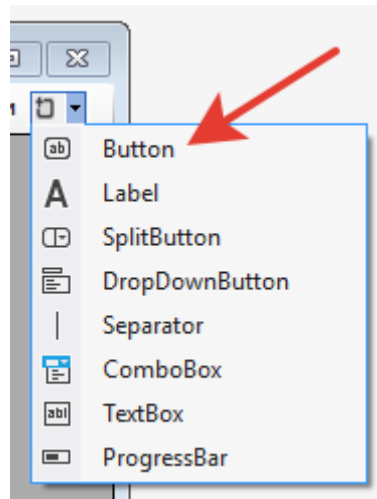 Button
Label
SplitButton
DropDownButton
Separator
ComboBox
TextBox
ProgressBar